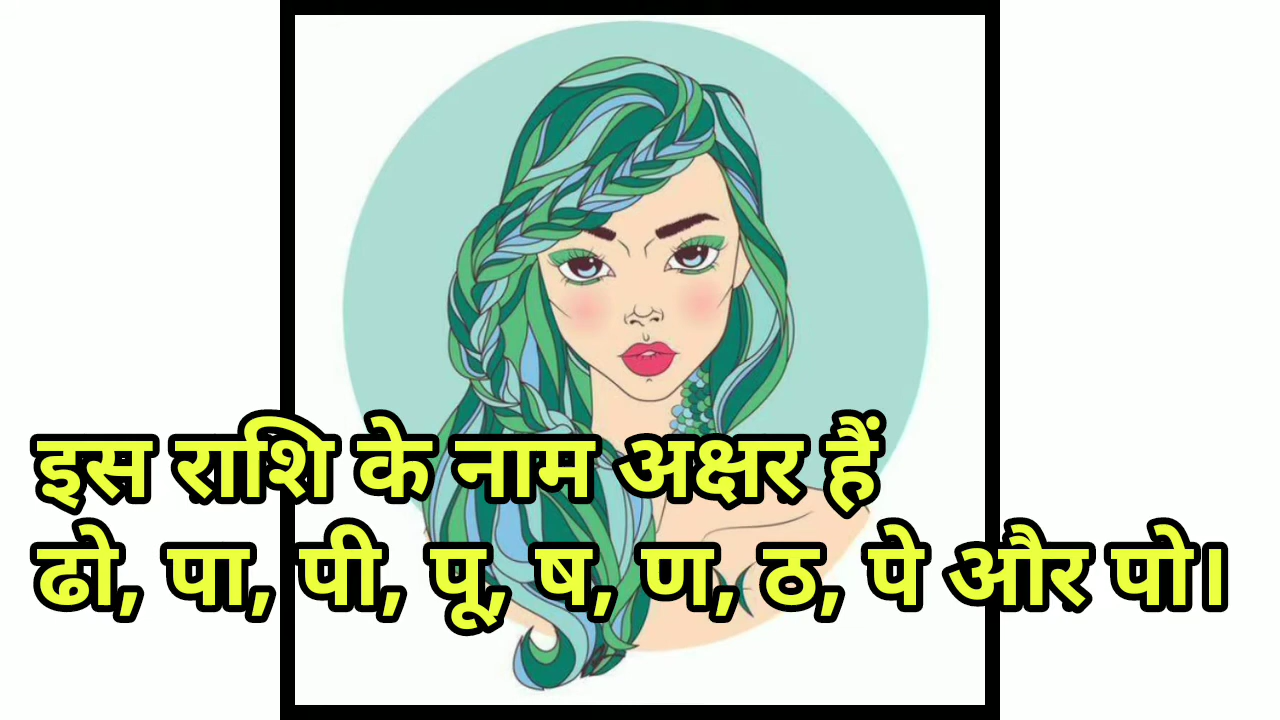 इस राशि के नाम अक्षर हैं
ढो, पा, पी, पू, ष, ण, ठ, पे और पो।